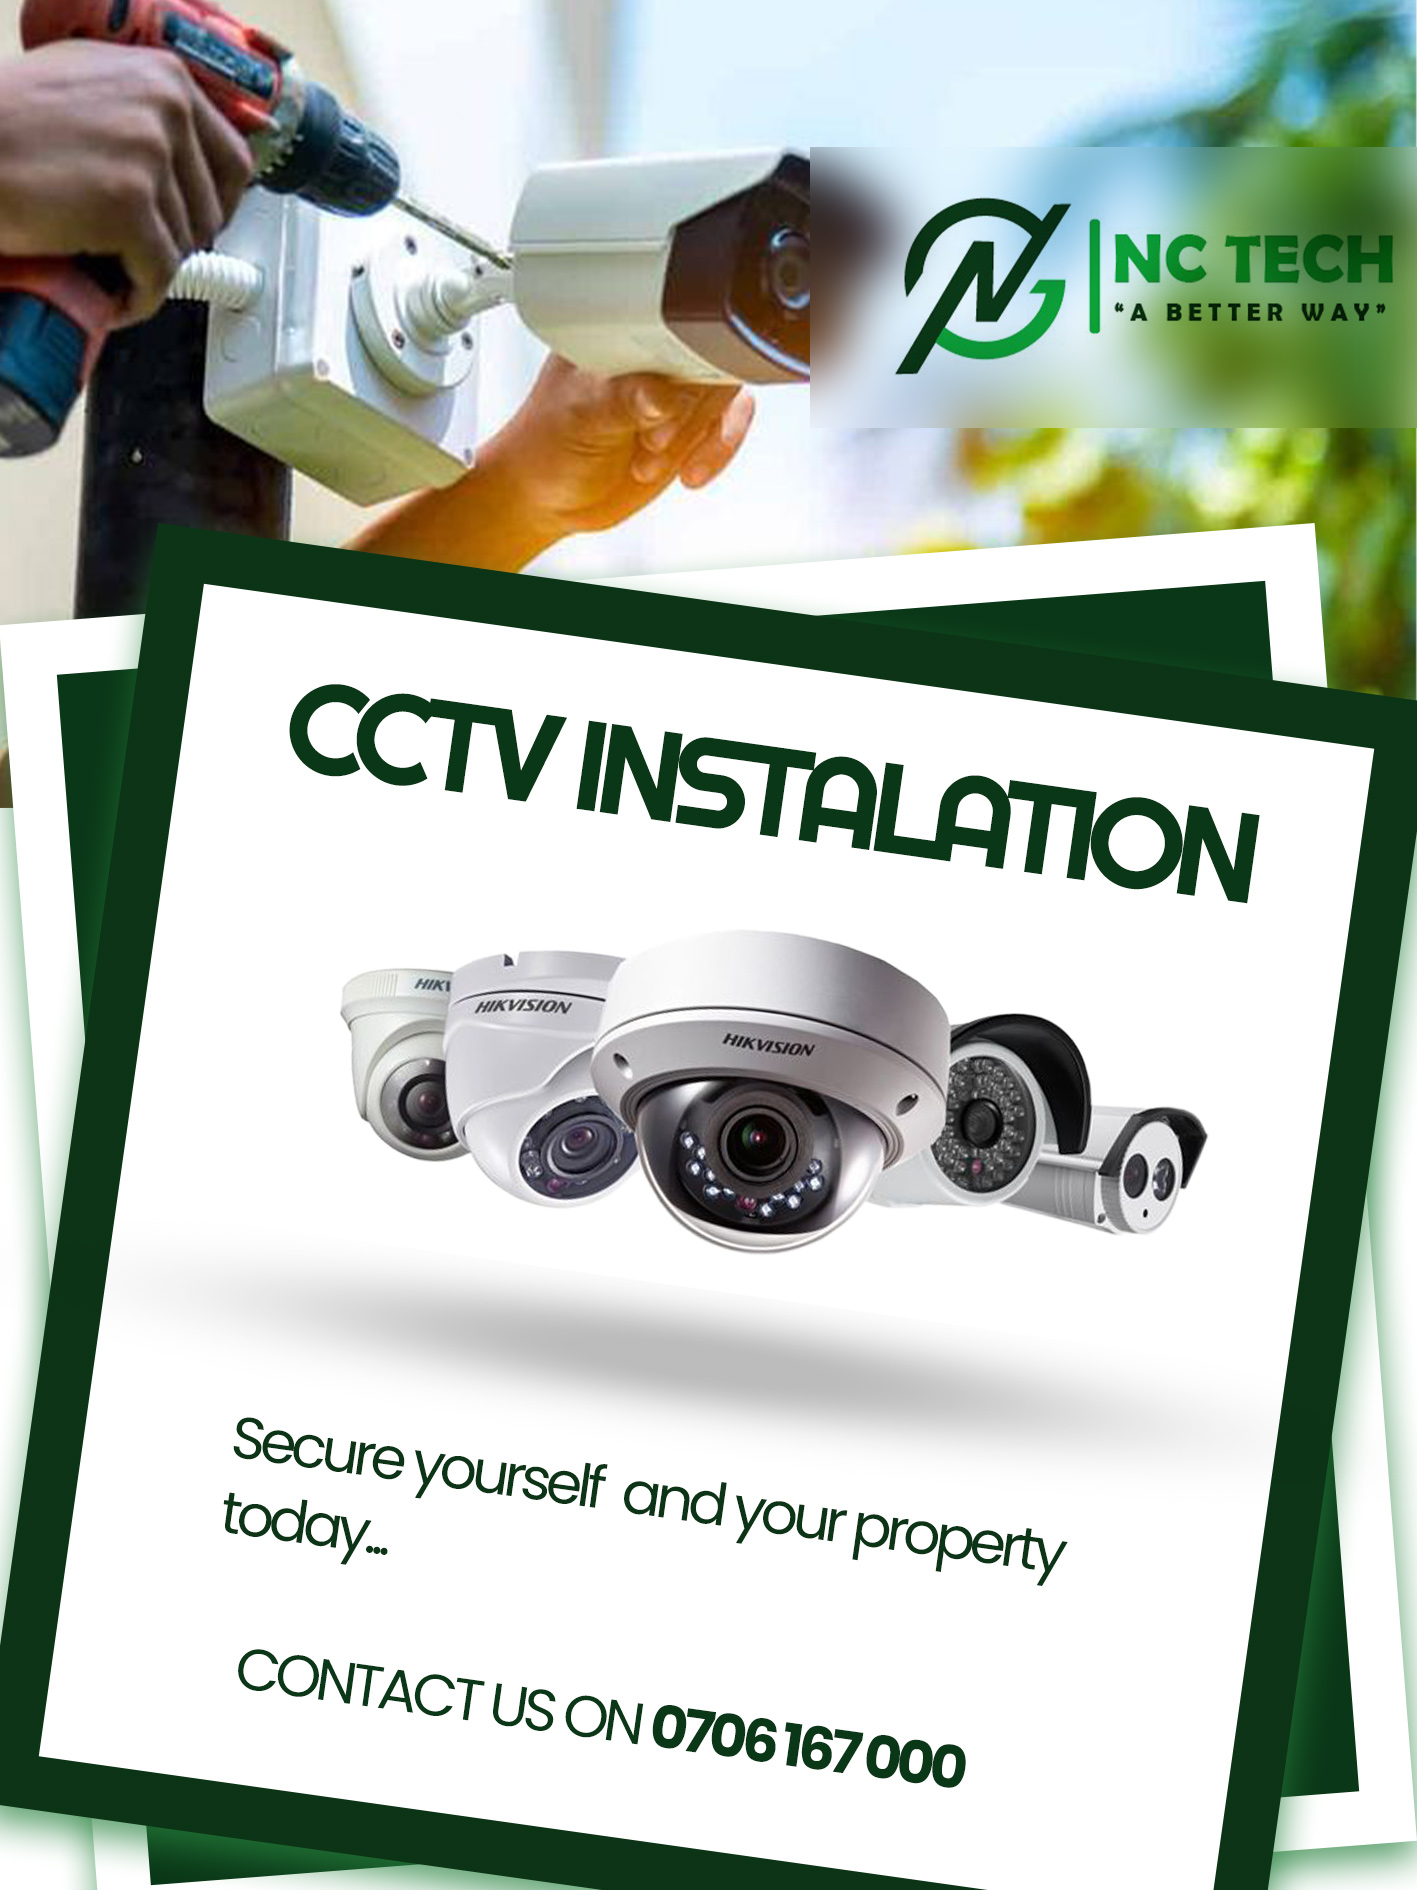 NC TECH
“A BETTER WAY”
CCTV INSTALATION
HIKV
HIKVISION
HIKVISION
Secure yourself and your property
today...
CONTACT US ON 0706 167 000